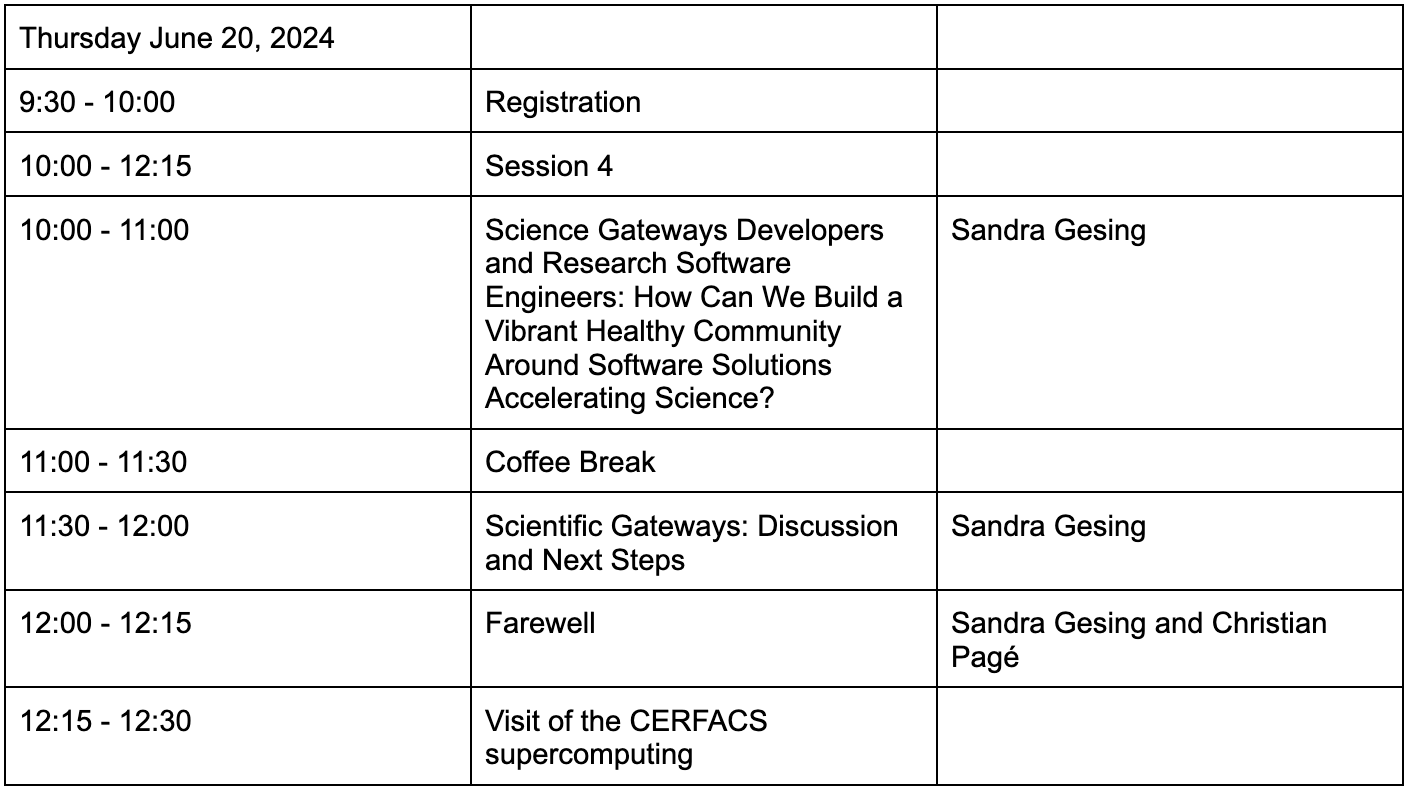 Thursday June 20, 2024
9:30 - 10:00
Registration
10:00 - 12:15
Session 4
10:00 - 11:00
Science Gateways Developers
and Research Software
Engineers: How Can We Build a
Vibrant Healthy Community
Around Software Solutions
Accelerating Science?
Sandra Gesing
11:00 - 11:30
Coffee Break
11:30 - 12:00
Scientific Gateways: Discussion
and Next Steps
Sandra Gesing
12:00 - 12:15
Farewell
Sandra Gesing and Christian
Pagé
12:15 - 12:30
Visit of the CERFACS
supercomputing